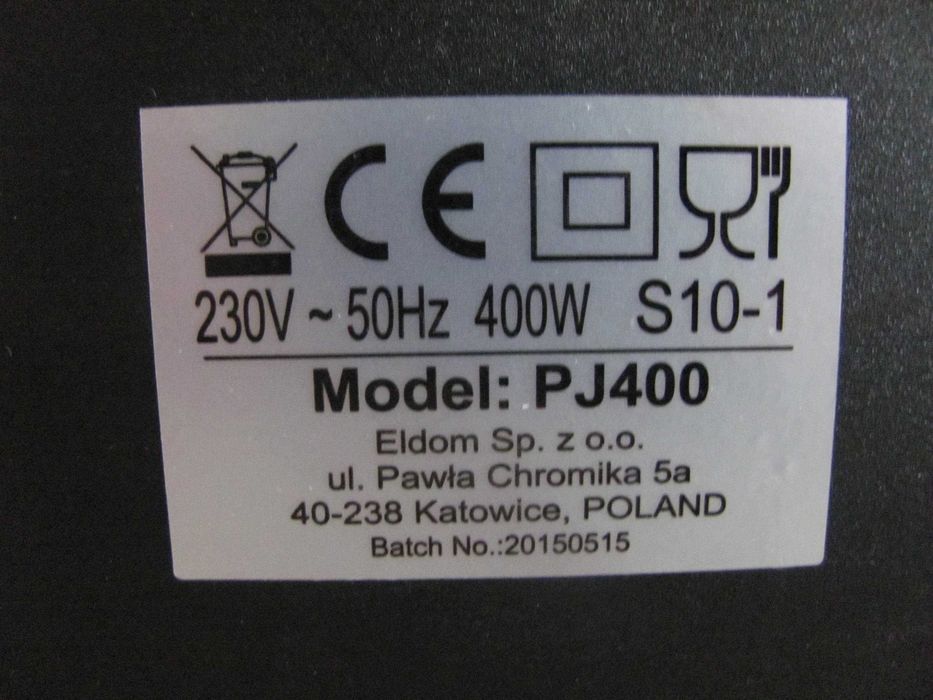 CE
230V ~ 50Hz 400W S10-1
Model: PJ400
Eldom Sp. z o.o.
ul. Pawła Chromika 5a
40-238 Katowice, POLAND
Batch No.:20150515